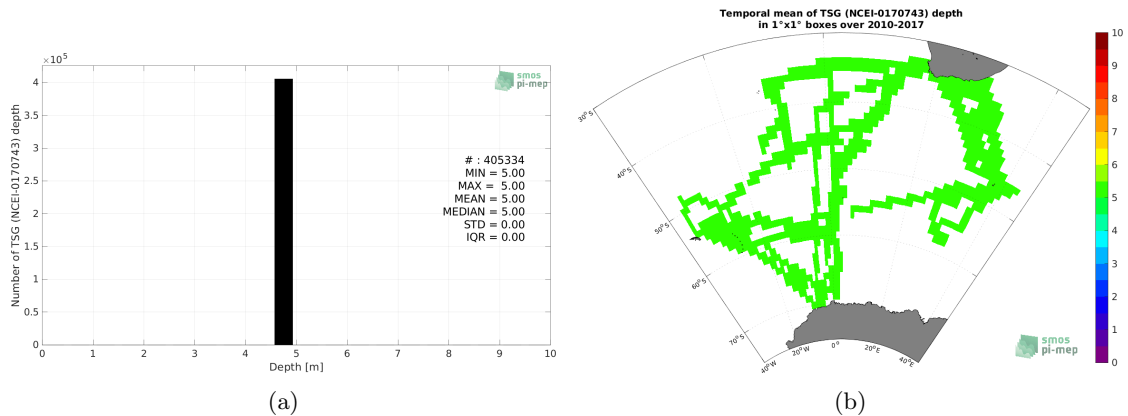 ×10⁵
4
3.5
3
2.5
2
1.5
1
0.5
0
Number of TSG (NCEI-0170743) depth
smos
pi-mep
# : 405334
MIN = 5.00
MAX = 5.00
MEAN = 5.00
MEDIAN = 5.00
STD = 0.00
IQR = 0.00
0 1 2 3 4 5 6 7 8 9 10
Depth [m]
(a)
Temporal mean of TSG (NCEI-0170743) depth
in 1°x1° boxes over 2010-2017
30°S
40°S
50°S
60°S
70°S
40°W
20°W
0°
20°E
40°E
10
9
8
7
6
5
4
3
2
1
0
smos
pi-mep
(b)